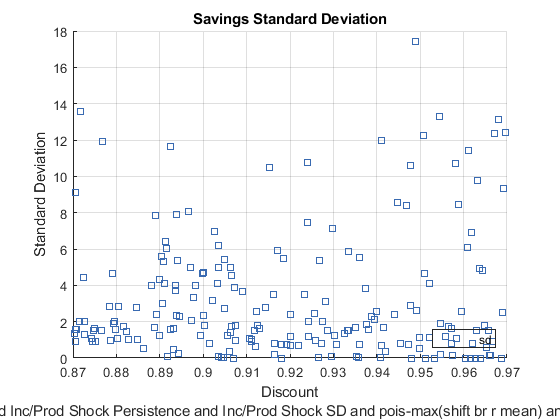 Savings Standard Deviation
18
16
14
12
10
8
6
4
2
0
Standard Deviation
sd
0.87 0.88 0.89 0.9 0.91 0.92 0.93 0.94 0.95 0.96 0.97
Discount
d Inc/Prod Shock Persistence and Inc/Prod Shock SD and pois-max(shift br r mean) an